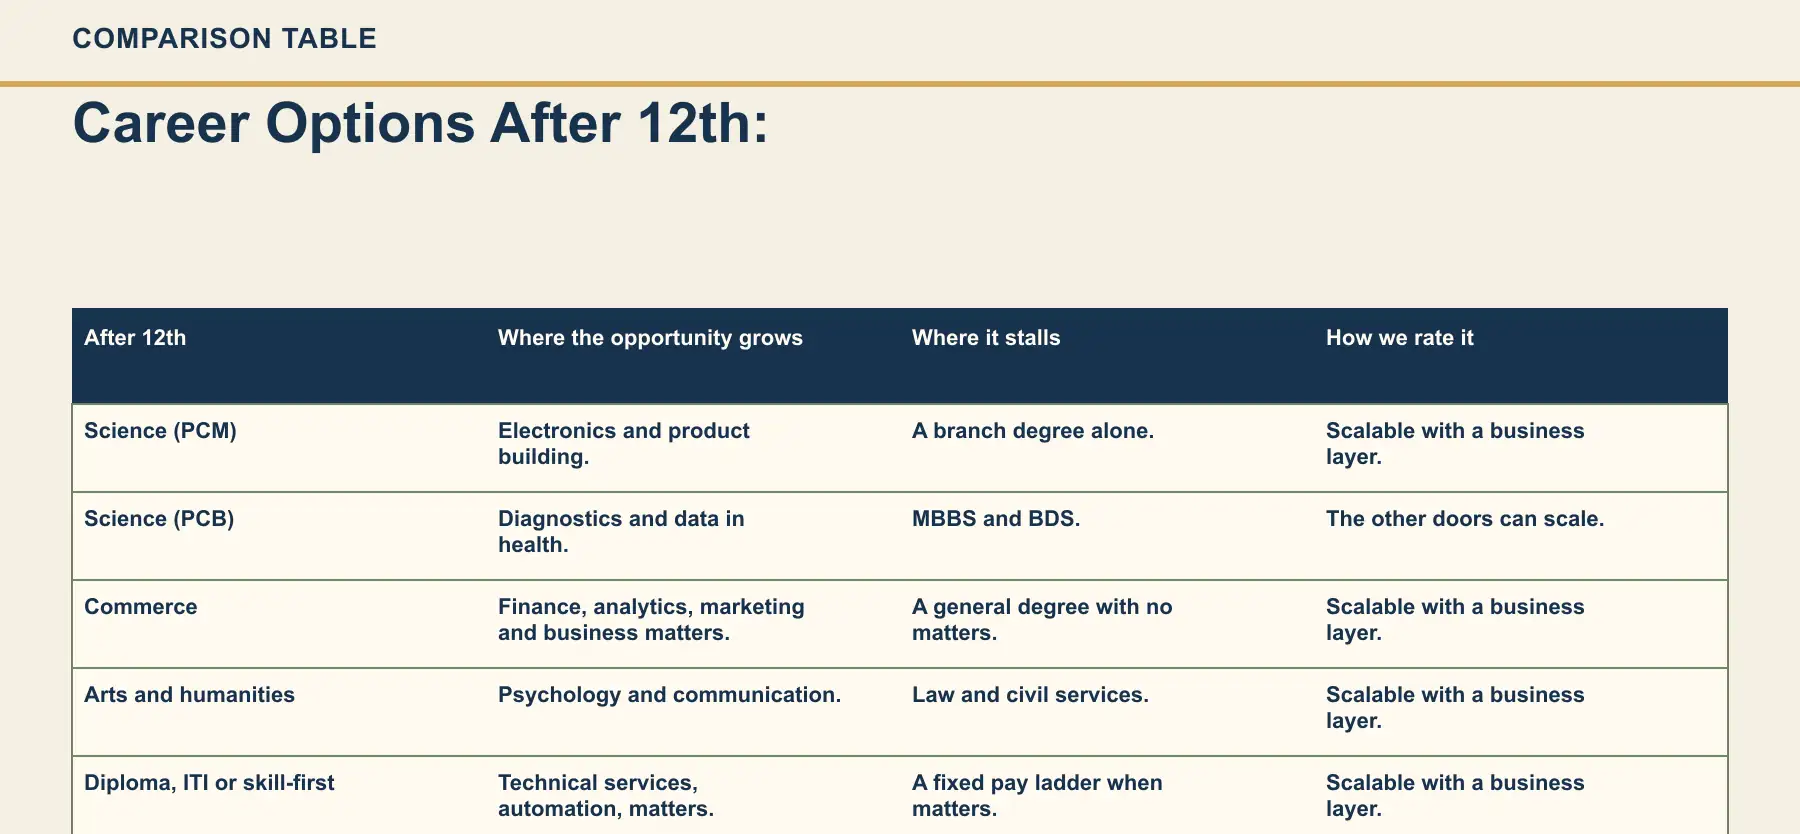 COMPARISON TABLE
Career Options After 12th:
After 12th
Where the opportunity grows
Where it stalls
How we rate it
Science (PCM)
Electronics and product
building.
A branch degree alone.
Scalable with a business
layer.
Science (PCB)
Diagnostics and data in
health.
MBBS and BDS.
The other doors can scale.
Commerce
Finance, analytics, marketing
and business matters.
A general degree with no
matters.
Scalable with a business
layer.
Arts and humanities
Psychology and communication.
Law and civil services.
Scalable with a business
layer.
Diploma, ITI or skill-first
Technical services,
automation, matters.
A fixed pay ladder when
matters.
Scalable with a business
layer.